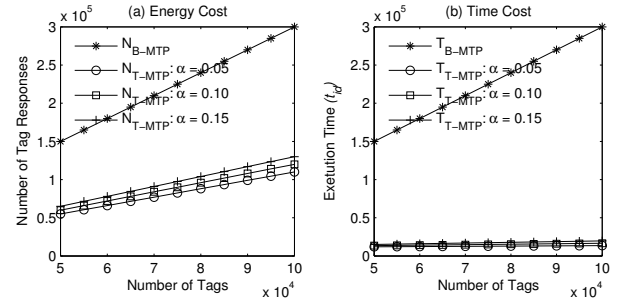 (a) Energy Cost
x 10^5
3
2.5
2
1.5
1
0.5
0
5 6 7 8 9 10
x 10^4
Number of Tags
Number of Tag Responses
N_B−MTP
N_T−MTP: α = 0.05
N_T−MTP: α = 0.10
N_T−MTP: α = 0.15
(b) Time Cost
x 10^5
3
2.5
2
1.5
1
0.5
0
5 6 7 8 9 10
x 10^4
Number of Tags
Exetution Time (t_id)
T_B−MTP
T_T−MTP: α = 0.05
T_T−MTP: α = 0.10
T_T−MTP: α = 0.15